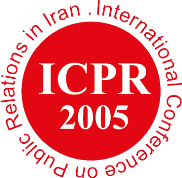 International Conference on Public Relations in Iran .
ICPR
2005